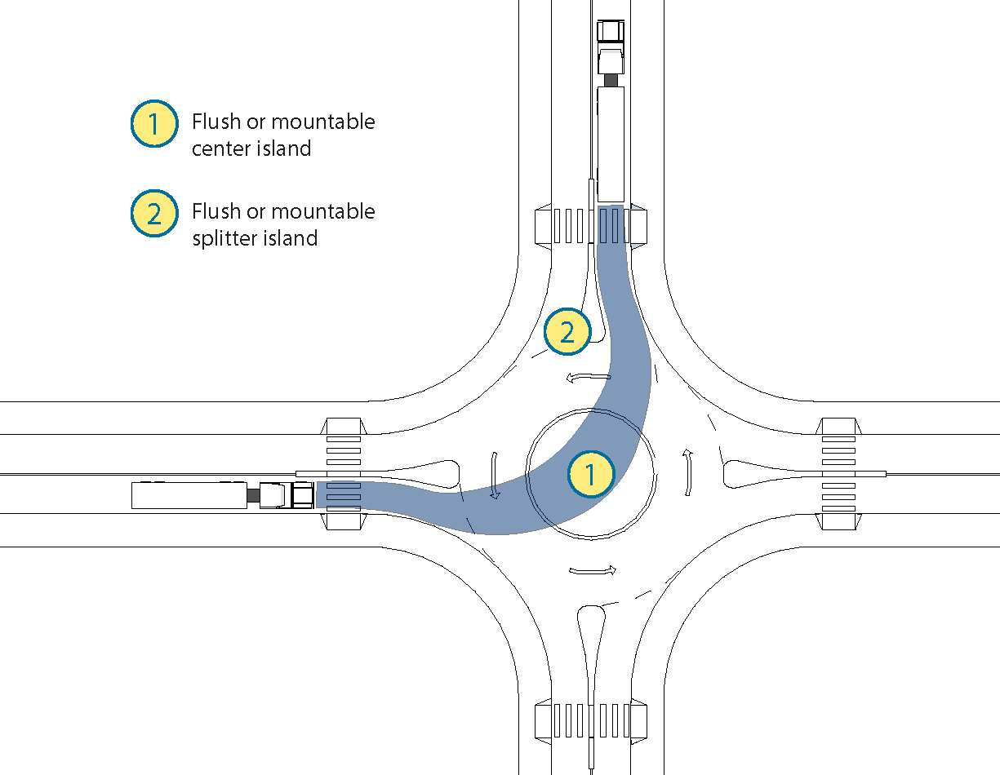 1 Flush or mountable
center island
2 Flush or mountable
splitter island
2
1